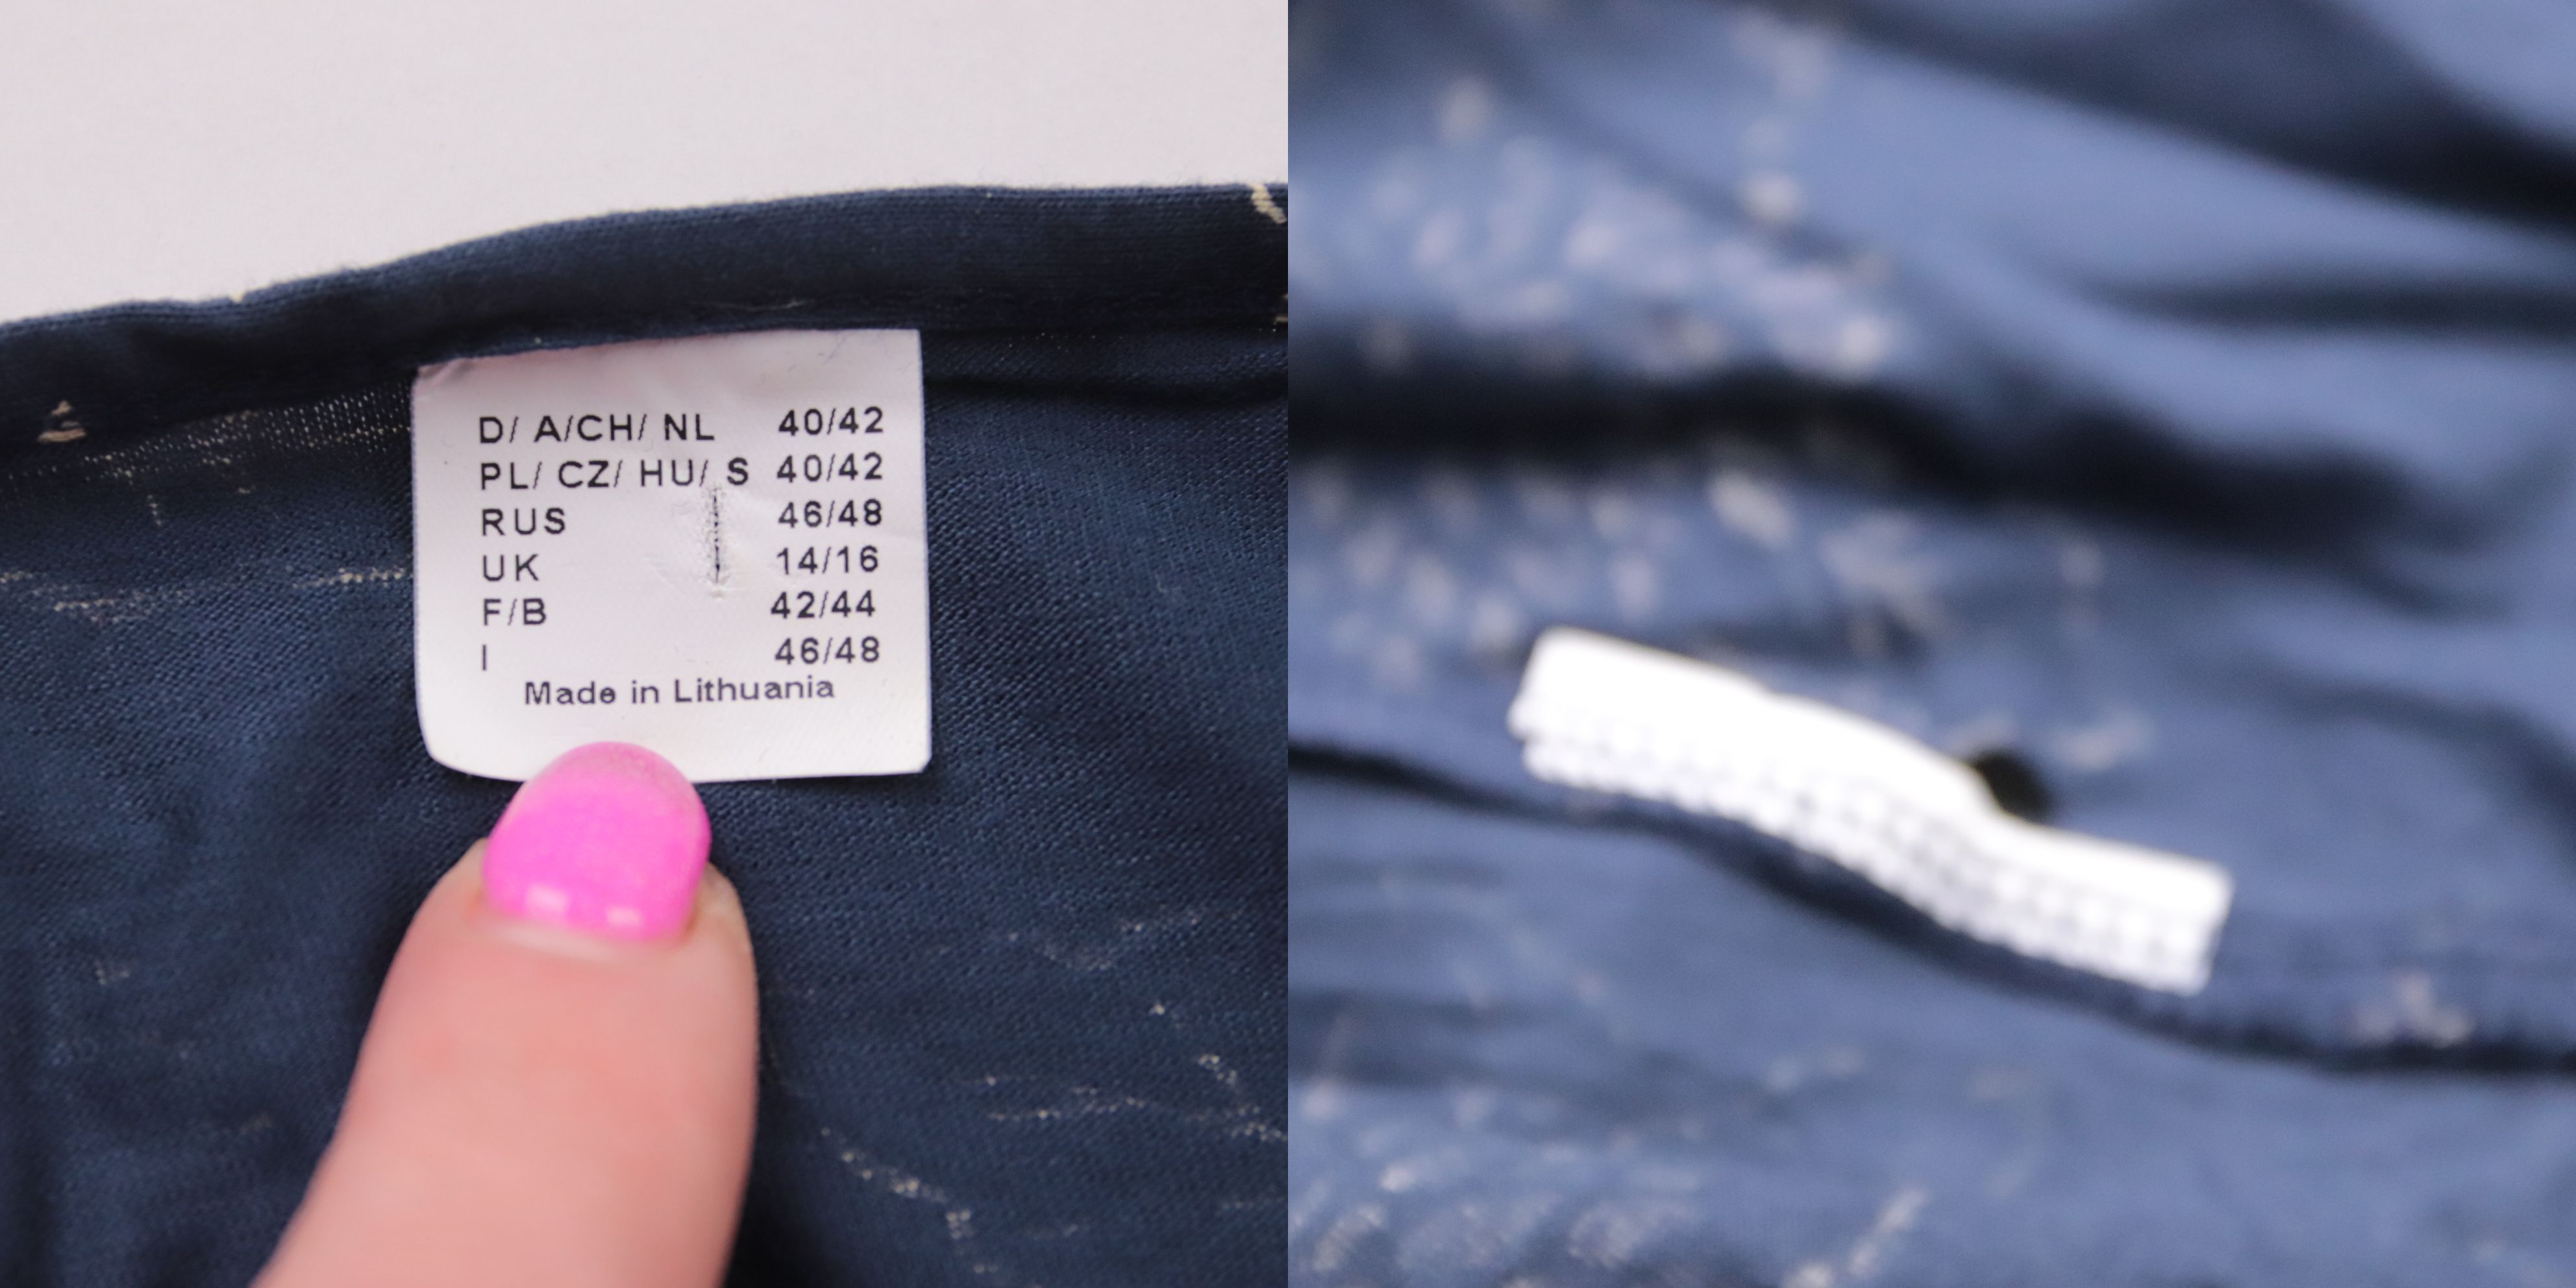 D/ A/CH/ NL 40/42
PL/ CZ/ HU/ S 40/42
RUS 46/48
UK 14/16
F/B 42/44
I 46/48
Made in Lithuania